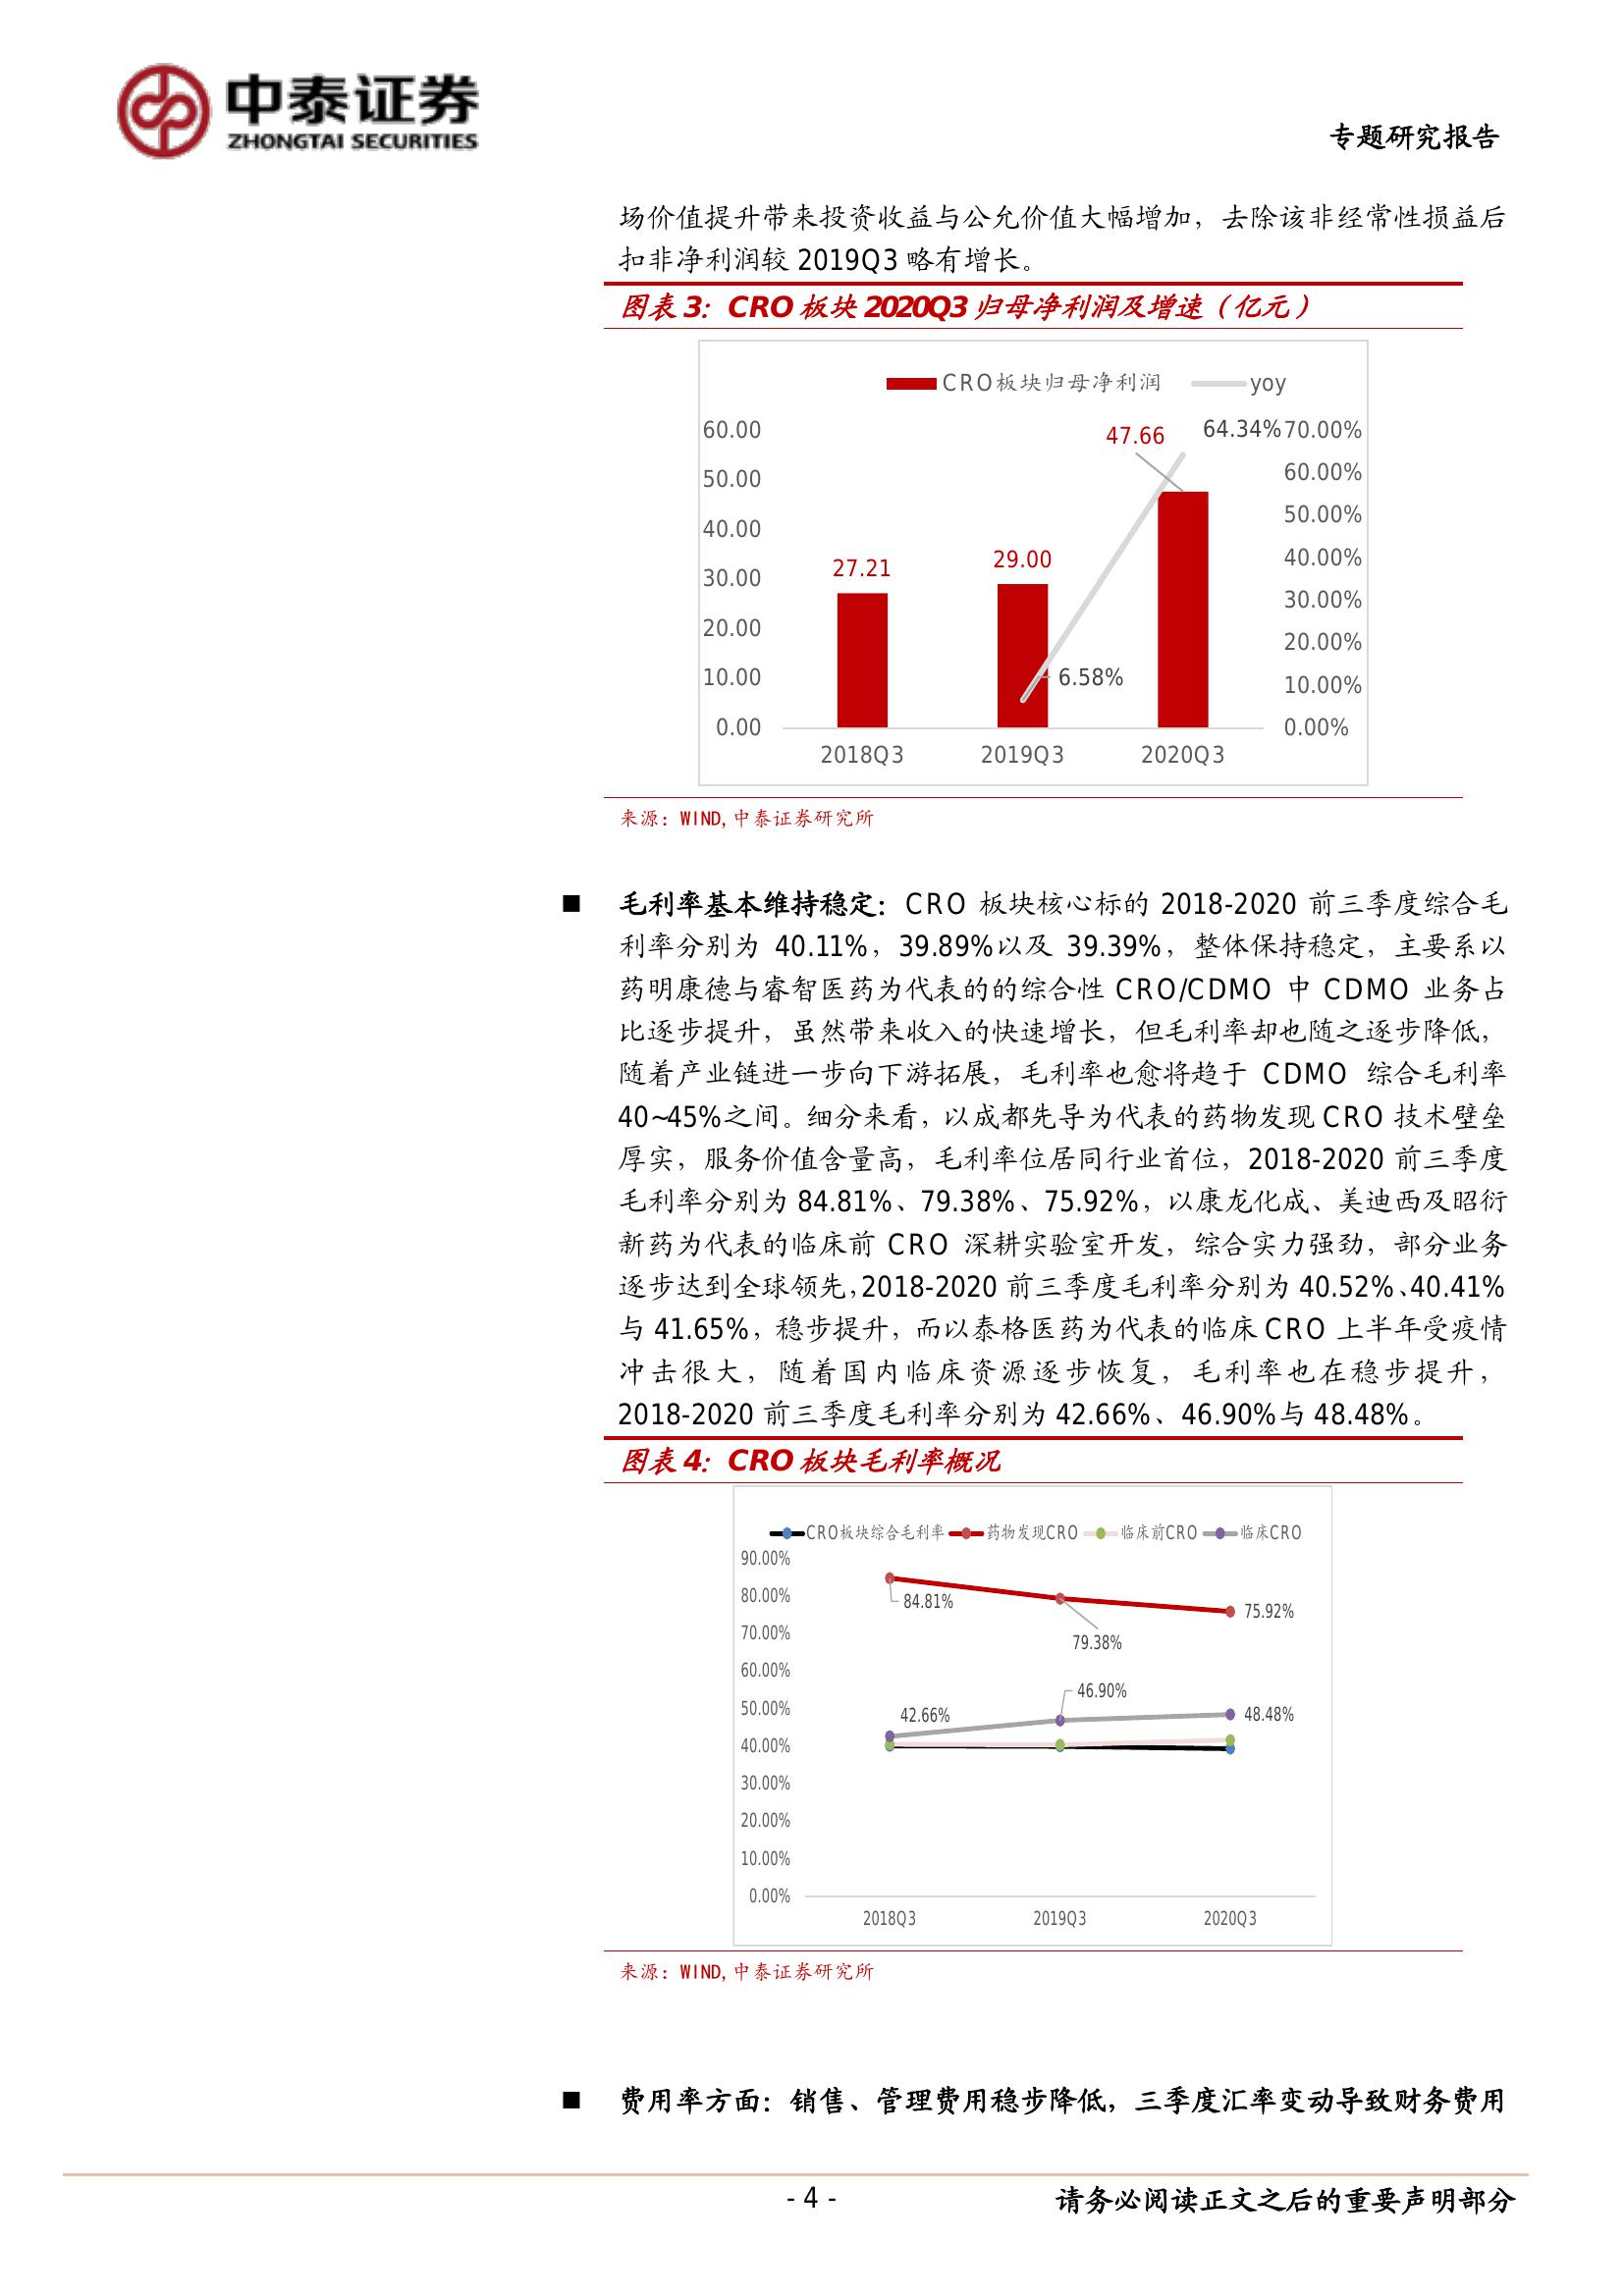 中泰证券
ZHONGTAI SECURITIES
专题研究报告
场价值提升带来投资收益与公允价值大幅增加，去除该非经常性损益后
扣非净利润较 2019Q3 略有增长。
图表 3：CRO 板块 2020Q3 归母净利润及增速（亿元）
CRO板块归母净利润 yoy
60.00
50.00
40.00
30.00
20.00
10.00
0.00
27.21
29.00
47.66
6.58%
64.34%
70.00%
60.00%
50.00%
40.00%
30.00%
20.00%
10.00%
0.00%
2018Q3 2019Q3 2020Q3
来源：WIND,中泰证券研究所
■ 毛利率基本维持稳定：CRO 板块核心标的 2018-2020 前三季度综合毛
利率分别为 40.11%，39.89%以及 39.39%，整体保持稳定，主要系以
药明康德与睿智医药为代表的的综合性 CRO/CDMO 中 CDMO 业务占
比逐步提升，虽然带来收入的快速增长，但毛利率却也随之逐步降低，
随着产业链进一步向下游拓展，毛利率也愈将趋于 CDMO 综合毛利率
40~45%之间。细分来看，以成都先导为代表的药物发现 CRO 技术壁垒
厚实，服务价值含量高，毛利率位居同行业首位，2018-2020 前三季度
毛利率分别为 84.81%、79.38%、75.92%，以康龙化成、美迪西及昭衍
新药为代表的临床前 CRO 深耕实验室开发，综合实力强劲，部分业务
逐步达到全球领先，2018-2020 前三季度毛利率分别为 40.52%、40.41%
与 41.65%，稳步提升，而以泰格医药为代表的临床 CRO 上半年受疫情
冲击很大，随着国内临床资源逐步恢复，毛利率也在稳步提升，
2018-2020 前三季度毛利率分别为 42.66%、46.90%与 48.48%。
图表 4：CRO 板块毛利率概况
CRO板块综合毛利率 药物发现CRO 临床前CRO 临床CRO
90.00%
80.00%
70.00%
60.00%
50.00%
40.00%
30.00%
20.00%
10.00%
0.00%
84.81%
79.38%
75.92%
42.66%
46.90%
48.48%
2018Q3 2019Q3 2020Q3
来源：WIND,中泰证券研究所
■ 费用率方面：销售、管理费用稳步降低，三季度汇率变动导致财务费用
- 4 -
请务必阅读正文之后的重要声明部分